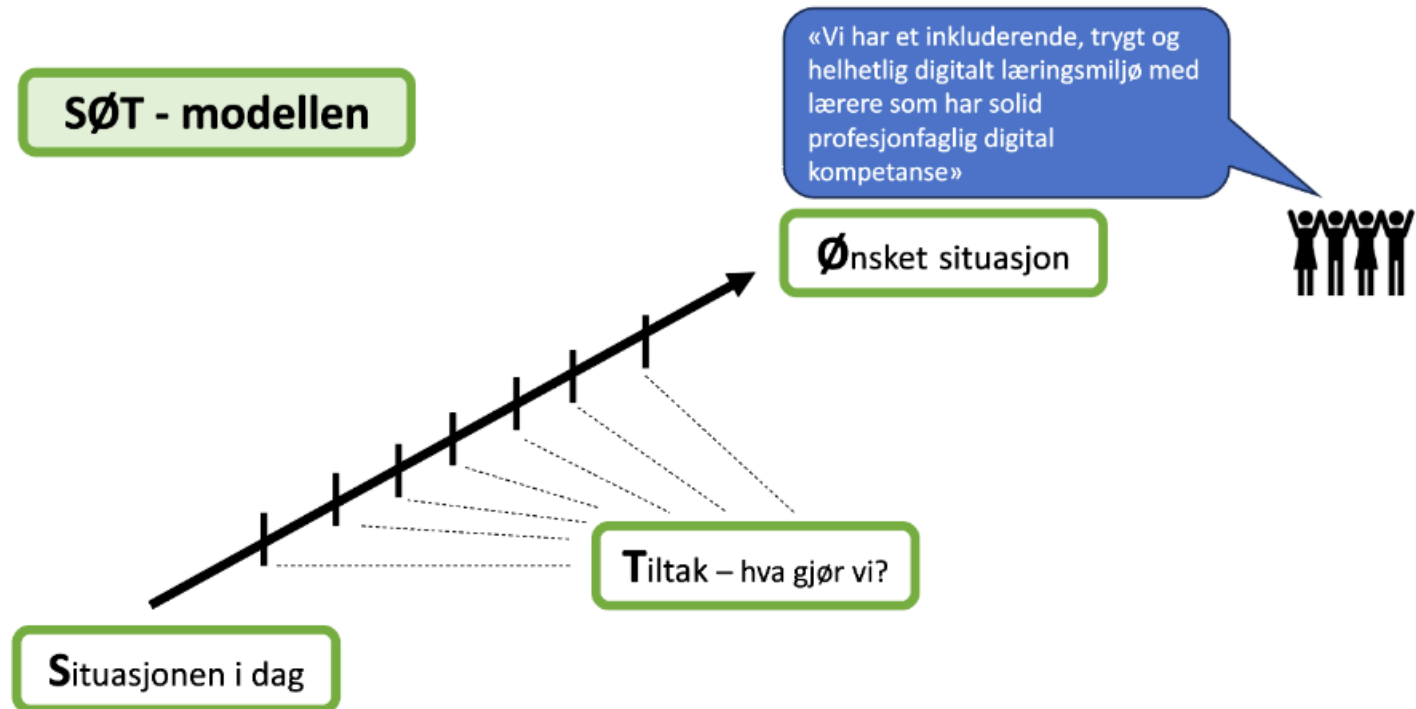 SØT - modellen
«Vi har et inkluderende, trygt og
helhetlig digitalt læringsmiljø med
lærere som har solid
profesjonfaglig digital
kompetanse»
Ønsket situasjon
Tiltak – hva gjør vi?
Situasjonen i dag